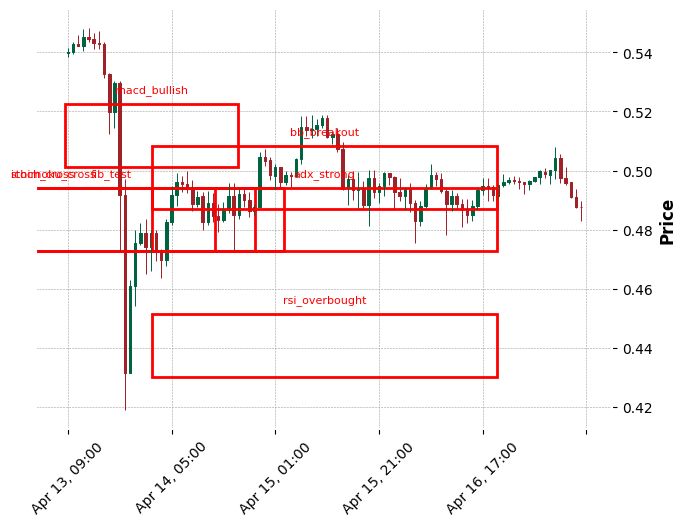 0.54
macd_bullish
0.52
bb_breakout
0.50
fib_test
adx_strong
0.48
Price
0.46
rsi_overbought
0.44
0.42
Apr 13, 09:00
Apr 14, 05:00
Apr 15, 01:00
Apr 15, 21:00
Apr 16, 17:00